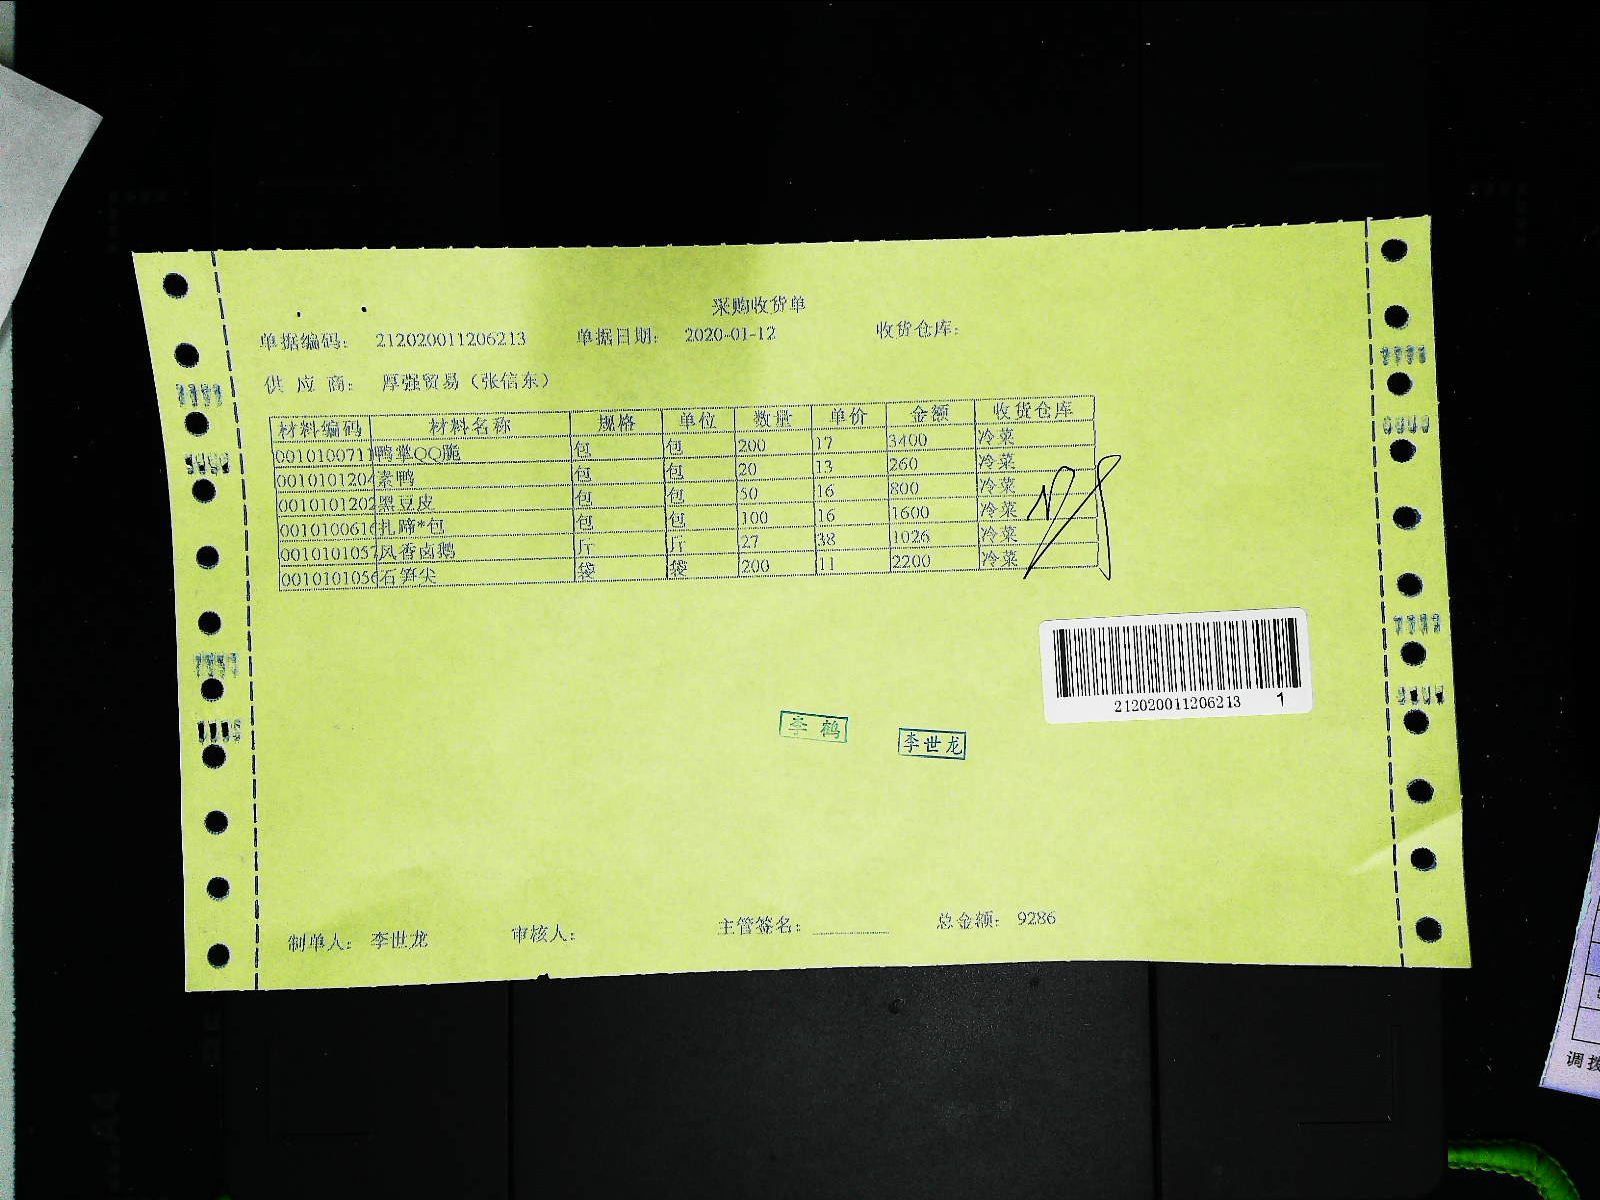 采购收货单
单据编码： 212020011206213 单据日期： 2020-01-12 收货仓库：
供 应 商： 厚强贸易（张信东）
材料编码 材料名称 规格 单位 数量 单价 金额 收货仓库
0010100711 鸭掌QQ脆 包 包 200 17 3400 冷菜
001010120 素鸭 包 包 20 13 260 冷菜
0010101202 黑豆皮 包 包 50 16 800 冷菜
001010061 扎蹄*包 包 包 100 16 1600 冷菜
001010105 风香卤鹅 斤 斤 27 38 1026 冷菜
001010105 石笋尖 袋 袋 200 11 2200 冷菜
212020011206213 1
李鹤
李世龙
制单人： 李世龙 审核人： 主管签名： 总金额： 9286
调拨